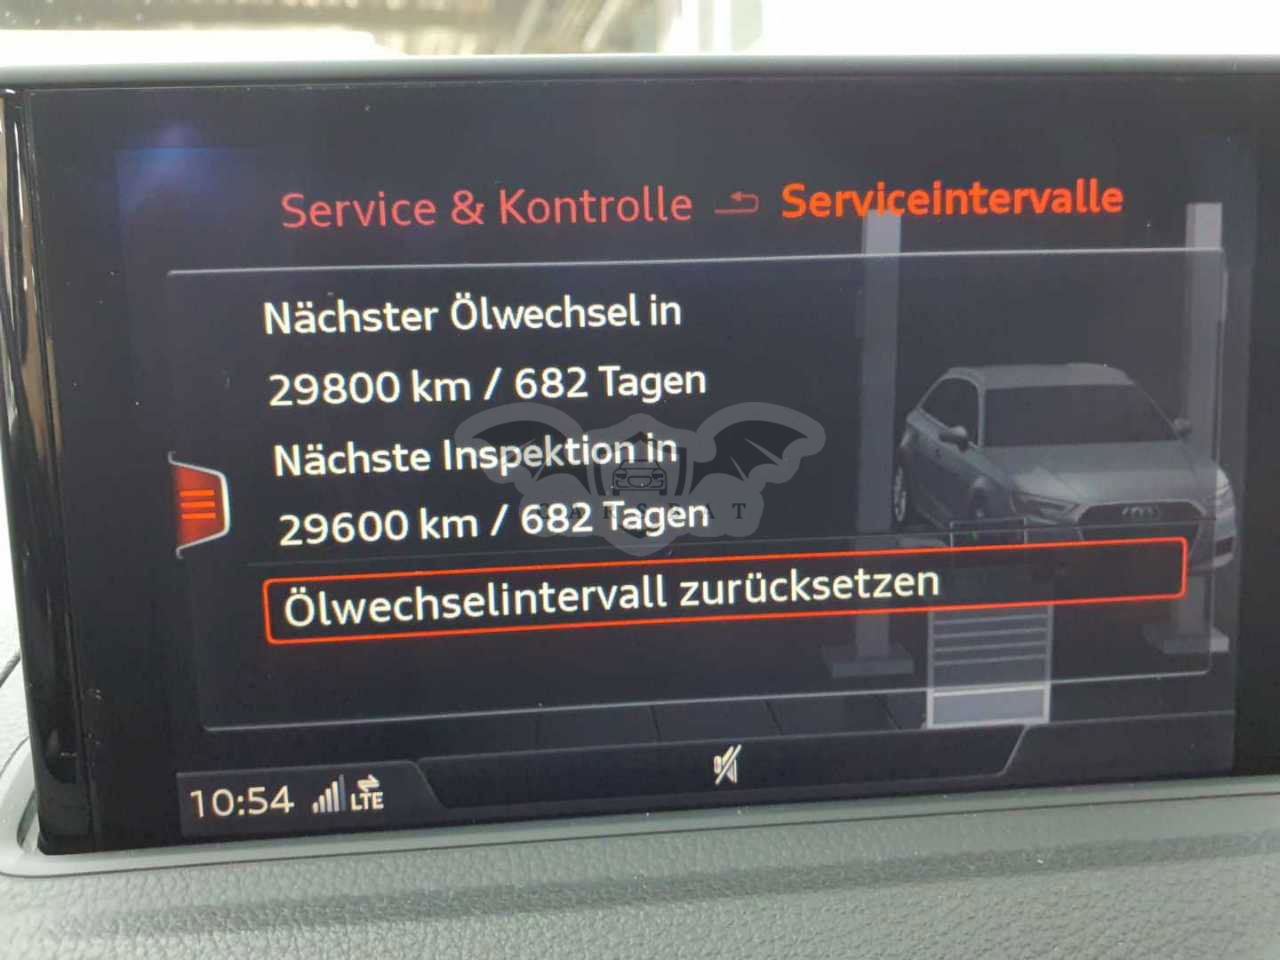 Service & Kontrolle Serviceintervalle
Nächster Ölwechsel in
29800 km / 682 Tagen
Nächste Inspektion in
29600 km / 682 Tagen
CARSBAT
Ölwechselintervall zurücksetzen
10:54 LTE